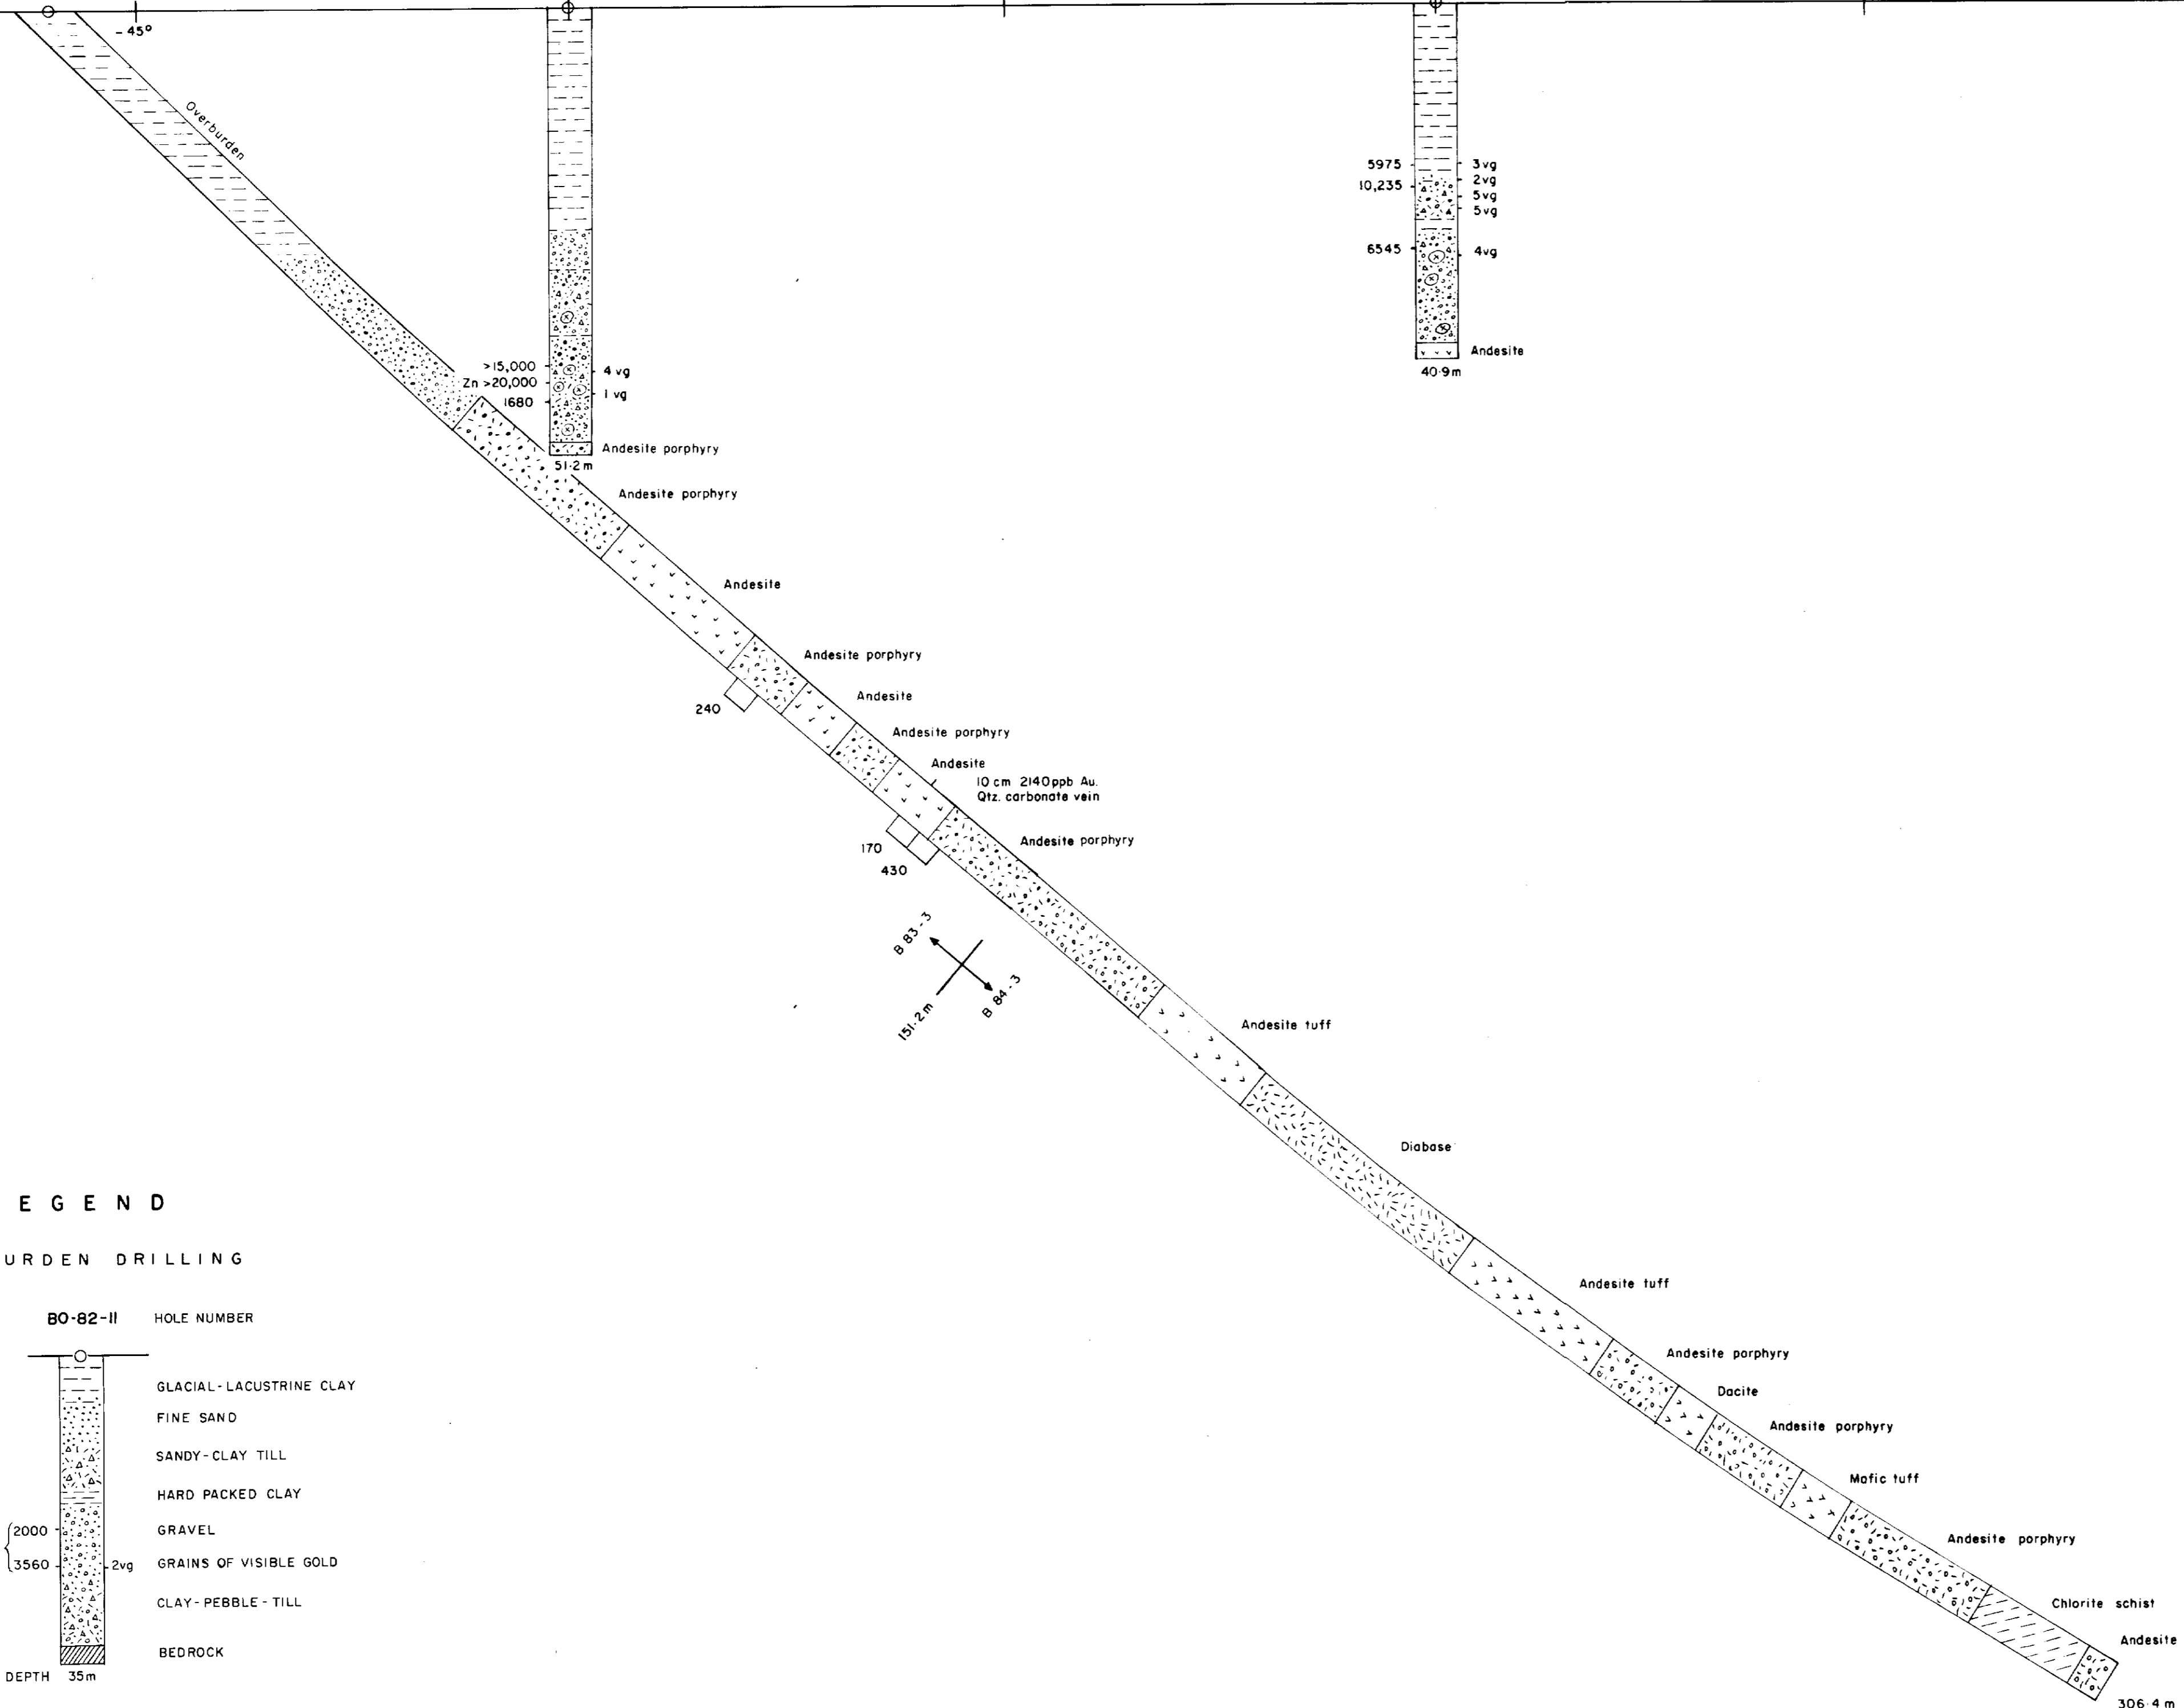 - 45°
Overburden
5975
3vg
10,235
2vg
5vg
5vg
6545
4vg
Andesite
40·9m
>15,000
4 vg
Zn >20,000
1 vg
1680
Andesite porphyry
51·2m
Andesite porphyry
Andesite
Andesite porphyry
240
Andesite
Andesite porphyry
Andesite
10 cm 2140ppb Au.
Qtz. carbonate vein
Andesite porphyry
170
430
B 83-3
B 84-3
151·2m
Andesite tuff
Diabase
Andesite tuff
Andesite porphyry
Dacite
Andesite porphyry
Mafic tuff
Andesite porphyry
Chlorite schist
Andesite
306·4 m
EGEND
URDEN DRILLING
BO-82-11 HOLE NUMBER
GLACIAL-LACUSTRINE CLAY
FINE SAND
SANDY-CLAY TILL
HARD PACKED CLAY
2000 GRAVEL
3560 2vg GRAINS OF VISIBLE GOLD
CLAY-PEBBLE-TILL
BEDROCK
DEPTH 35m